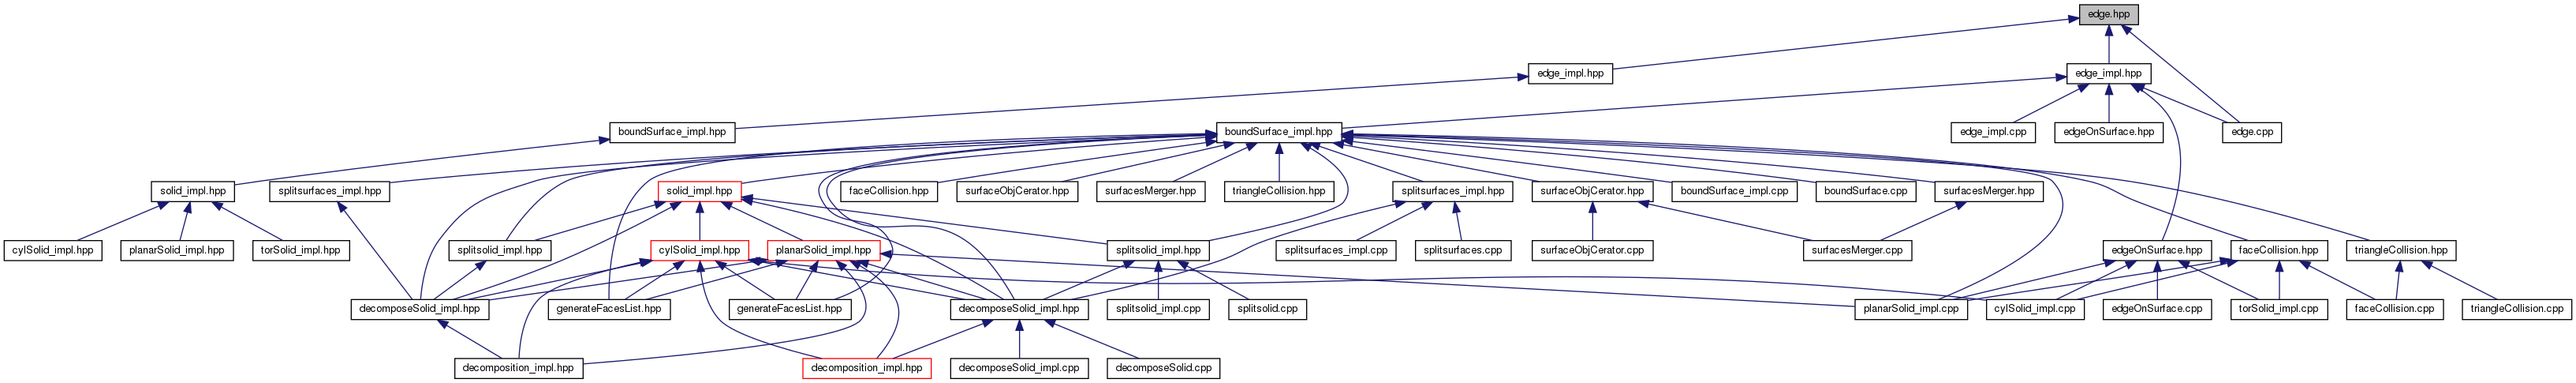 edge.hpp
edge_impl.hpp
edge_impl.hpp
boundSurface_impl.hpp
boundSurface_impl.hpp
edge_impl.cpp
edgeOnSurface.hpp
edge.cpp
solid_impl.hpp
splitsurfaces_impl.hpp
solid_impl.hpp
faceCollision.hpp
surfaceObjCerator.hpp
surfacesMerger.hpp
triangleCollision.hpp
splitsurfaces_impl.hpp
surfaceObjCerator.hpp
boundSurface_impl.cpp
boundSurface.cpp
surfacesMerger.hpp
cylSolid_impl.hpp
planarSolid_impl.hpp
torSolid_impl.hpp
splitsolid_impl.hpp
cylSolid_impl.hpp
planarSolid_impl.hpp
splitsolid_impl.hpp
splitsurfaces_impl.cpp
splitsurfaces.cpp
surfaceObjCerator.cpp
surfacesMerger.cpp
edgeOnSurface.hpp
faceCollision.hpp
triangleCollision.hpp
decomposeSolid_impl.hpp
generateFacesList.hpp
generateFacesList.hpp
decomposeSolid_impl.hpp
splitsolid_impl.cpp
splitsolid.cpp
planarSolid_impl.cpp
cylSolid_impl.cpp
edgeOnSurface.cpp
torSolid_impl.cpp
faceCollision.cpp
triangleCollision.cpp
decomposition_impl.hpp
decomposition_impl.hpp
decomposeSolid_impl.cpp
decomposeSolid.cpp